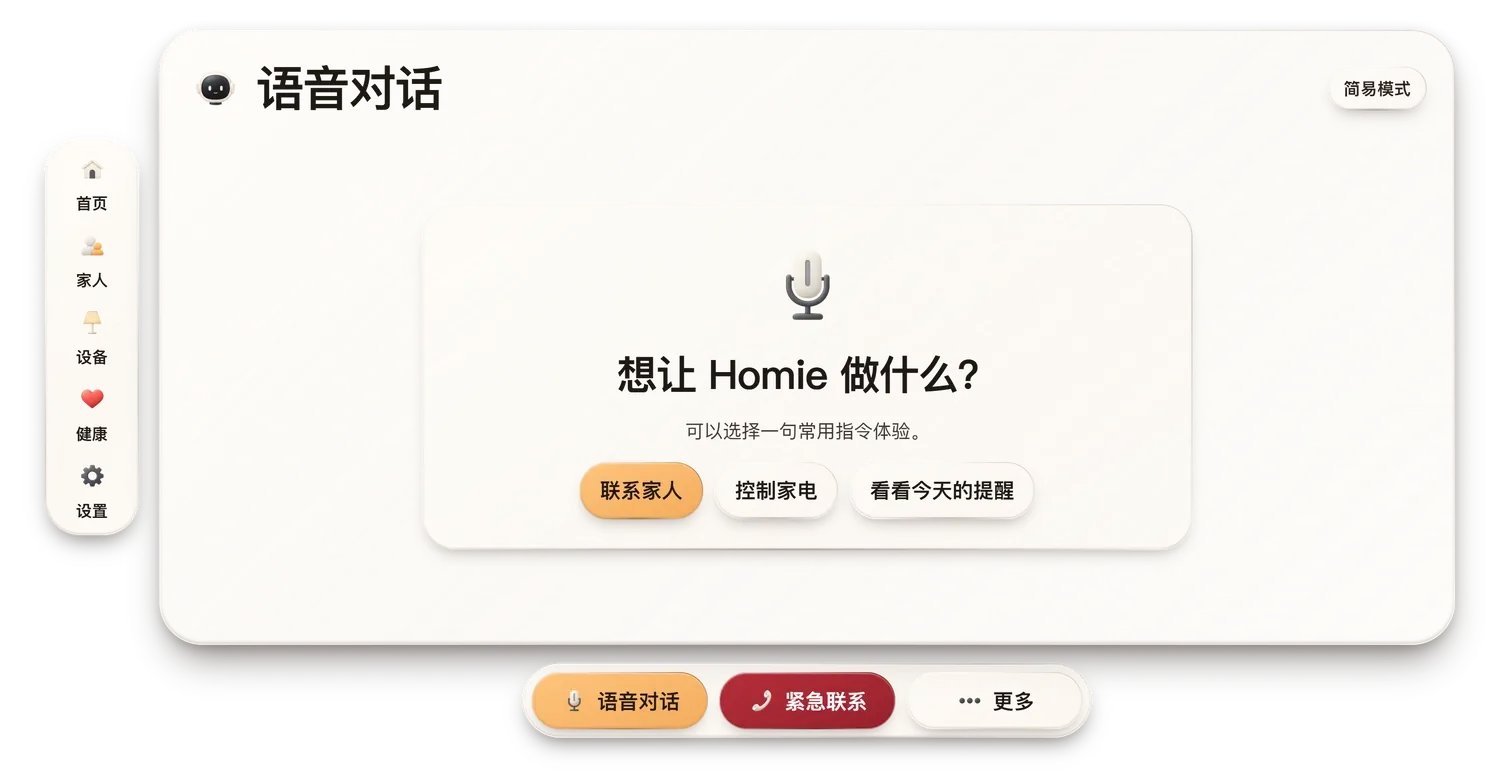 语音对话
简易模式
首页
家人
设备
健康
设置
想让 Homie 做什么?
可以选择一句常用指令体验。
联系家人 控制家电 看看今天的提醒
语音对话 紧急联系 更多